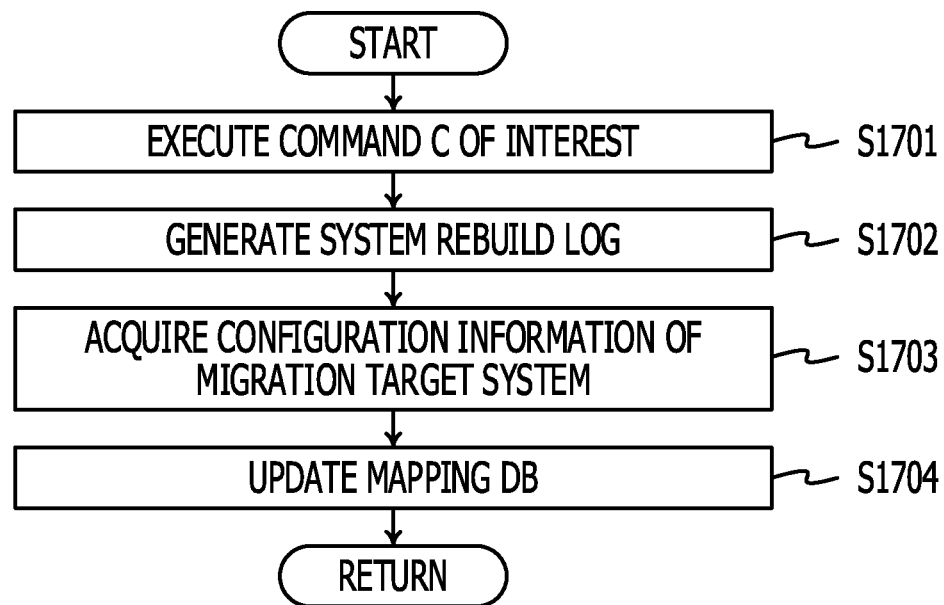 START
EXECUTE COMMAND C OF INTEREST
S1701
GENERATE SYSTEM REBUILD LOG
S1702
ACQUIRE CONFIGURATION INFORMATION OF
MIGRATION TARGET SYSTEM
S1703
UPDATE MAPPING DB
S1704
RETURN